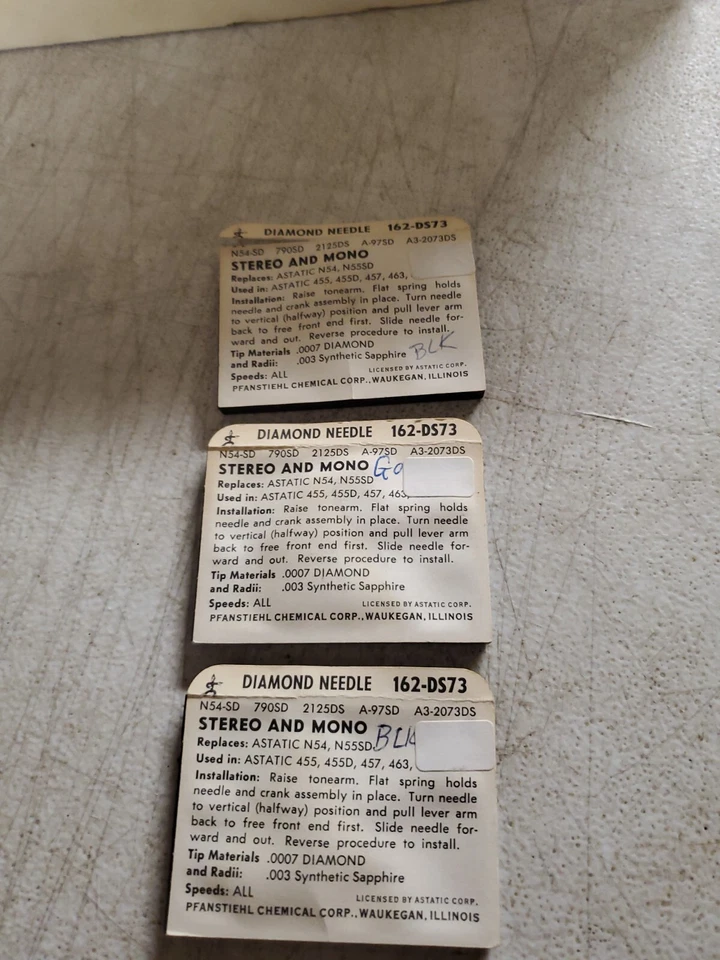 DIAMOND NEEDLE 162-DS73
N54-SD 790SD 2125DS A-97SD A3-2073DS
STEREO AND MONO
Replaces: ASTATIC N54, N55SD
Used in: ASTATIC 455, 455D, 457, 463,
Installation: Raise tonearm. Flat spring holds
needle and crank assembly in place. Turn needle
to vertical (halfway) position and pull lever arm
back to free front end first. Slide needle for-
ward and out. Reverse procedure to install.
Tip Materials .0007 DIAMOND
and Radii: .003 Synthetic Sapphire BLK
Speeds: ALL LICENSED BY ASTATIC CORP.
PFANSTIEHL CHEMICAL CORP., WAUKEGAN, ILLINOIS
DIAMOND NEEDLE 162-DS73
N54-SD 790SD 2125DS A-97SD A3-2073DS
STEREO AND MONO Go
Replaces: ASTATIC N54, N55SD
Used in: ASTATIC 455, 455D, 457, 463,
Installation: Raise tonearm. Flat spring holds
needle and crank assembly in place. Turn needle
to vertical (halfway) position and pull lever arm
back to free front end first. Slide needle for-
ward and out. Reverse procedure to install.
Tip Materials .0007 DIAMOND
and Radii: .003 Synthetic Sapphire
Speeds: ALL LICENSED BY ASTATIC CORP.
PFANSTIEHL CHEMICAL CORP., WAUKEGAN, ILLINOIS
DIAMOND NEEDLE 162-DS73
N54-SD 790SD 2125DS A-97SD A3-2073DS
STEREO AND MONO
Replaces: ASTATIC N54, N55SD BLK
Used in: ASTATIC 455, 455D, 457, 463,
Installation: Raise tonearm. Flat spring holds
needle and crank assembly in place. Turn needle
to vertical (halfway) position and pull lever arm
back to free front end first. Slide needle for-
ward and out. Reverse procedure to install.
Tip Materials .0007 DIAMOND
and Radii: .003 Synthetic Sapphire
Speeds: ALL LICENSED BY ASTATIC CORP.
PFANSTIEHL CHEMICAL CORP., WAUKEGAN, ILLINOIS